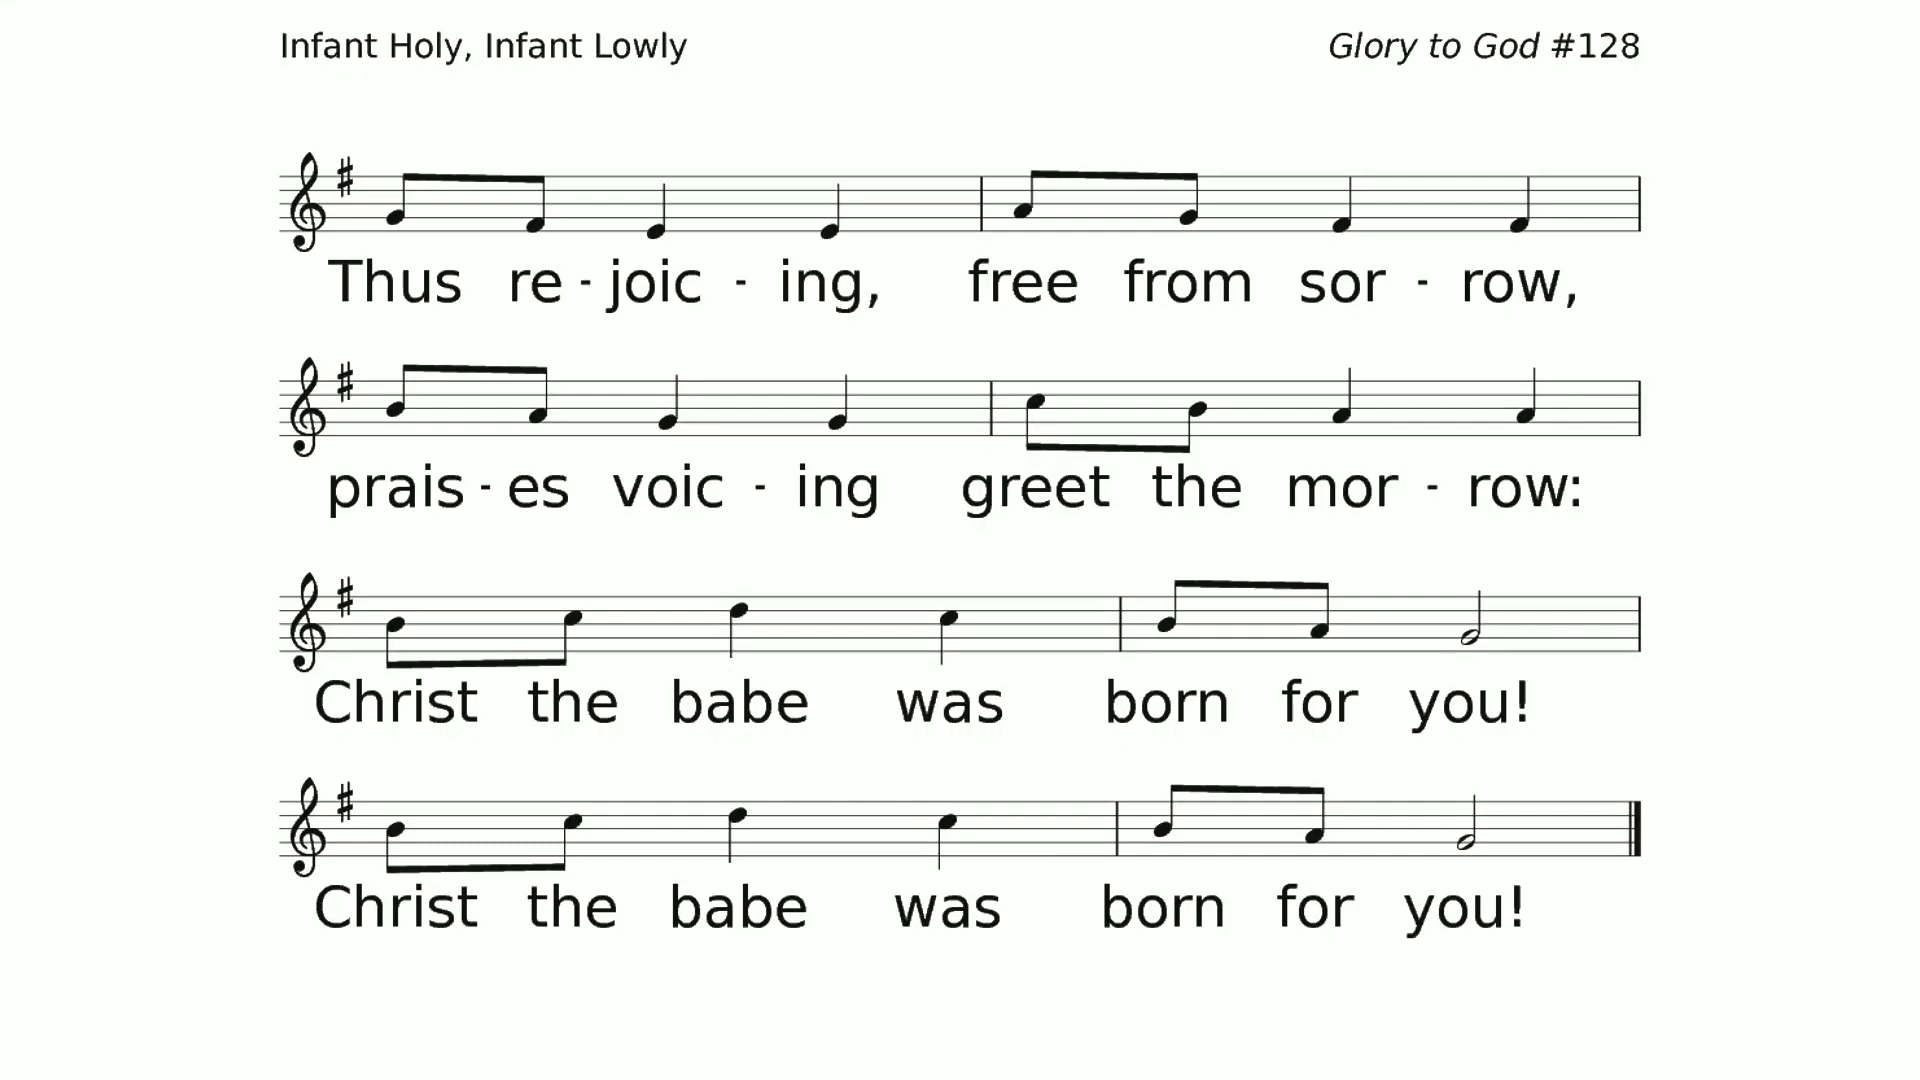 Infant Holy, Infant Lowly
Glory to God #128
Thus re - joic - ing, free from sor - row,
prais - es voic - ing greet the mor - row:
Christ the babe was born for you!
Christ the babe was born for you!